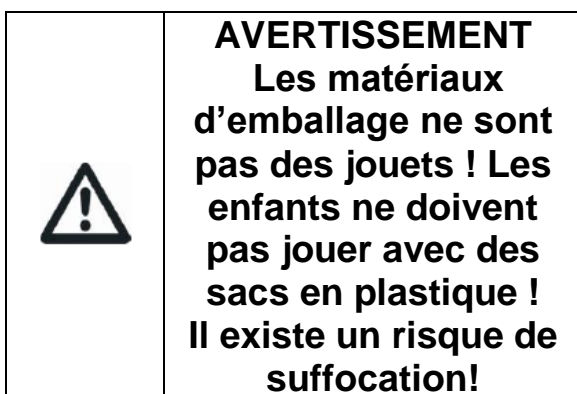 AVERTISSEMENT
Les matériaux
d’emballage ne sont
pas des jouets ! Les
enfants ne doivent
pas jouer avec des
sacs en plastique !
Il existe un risque de
suffocation!